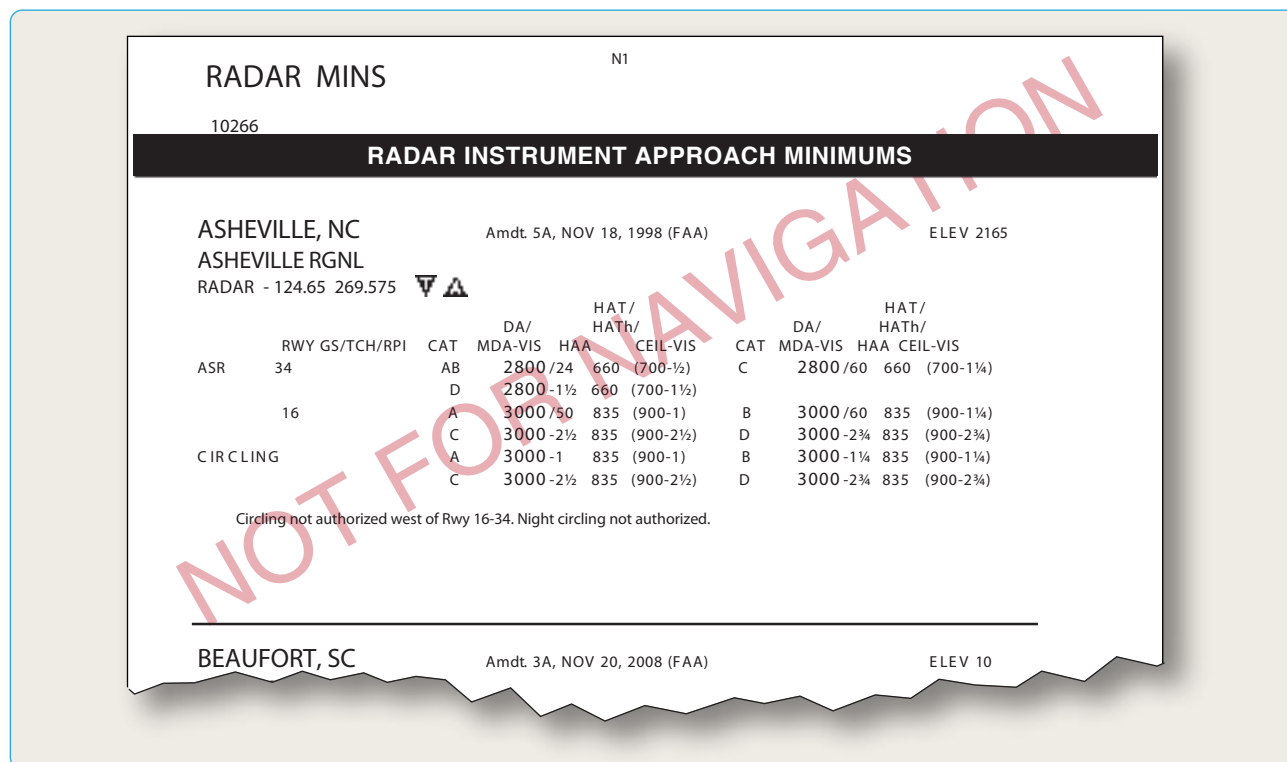 N1
RADAR MINS
10266
RADAR INSTRUMENT APPROACH MINIMUMS
ASHEVILLE, NC Amdt. 5A, NOV 18, 1998 (FAA) ELEV 2165
ASHEVILLE RGNL
RADAR - 124.65 269.575 T A
HAT/ HAT/
DA/ HATh/ DA/ HATh/
RWY GS/TCH/RPI CAT MDA-VIS HAA CEIL-VIS CAT MDA-VIS HAA CEIL-VIS
ASR 34 AB 2800/24 660 (700-½) C 2800/60 660 (700-1¼)
D 2800-1½ 660 (700-1½)
16 A 3000/50 835 (900-1) B 3000/60 835 (900-1¼)
C 3000-2½ 835 (900-2½) D 3000-2¾ 835 (900-2¾)
CIRCLING A 3000-1 835 (900-1) B 3000-1¼ 835 (900-1¼)
C 3000-2½ 835 (900-2½) D 3000-2¾ 835 (900-2¾)
Circling not authorized west of Rwy 16-34. Night circling not authorized.
NOT FOR NAVIGATION
BEAUFORT, SC Amdt. 3A, NOV 20, 2008 (FAA) ELEV 10